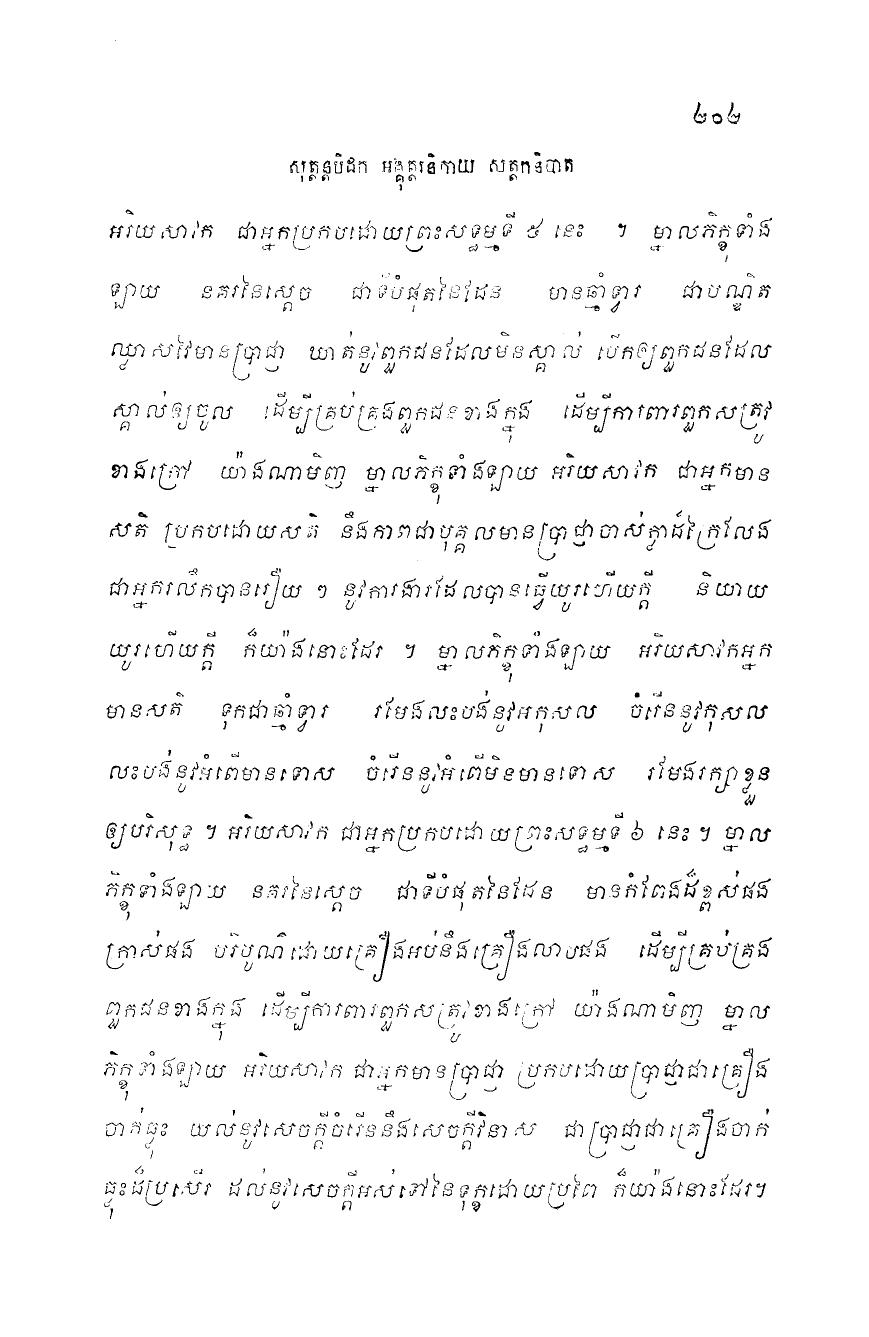 ២០២
សុត្តន្តបិដក អង្គុត្តរនិកាយ សត្តកនិបាត
អរិយសាវក ជាអ្នកប្រកបដោយព្រះសទ្ធម្មទី ៥ នេះ ។ ម្នាលភិក្ខុទាំង
ឡាយ នគរនៃស្តេច ជាទីបំផុតនៃដែន មានឆ្មាំទ្វារ ជាបណ្ឌិត
ឈ្លាសវៃមានប្រាជ្ញា ឃាត់នូវពួកជនដែលមិនស្គាល់ បើកឲ្យពួកជនដែល
ស្គាល់ឲ្យចូល ដើម្បីគ្រប់គ្រងពួកជនខាងក្នុង ដើម្បីការពារពួកសត្រូវ
ខាងក្រៅ យ៉ាងណាមិញ ម្នាលភិក្ខុទាំងឡាយ អរិយសាវក ជាអ្នកមាន
សតិ ប្រកបដោយសតិ នឹងភាពជាបុគ្គលមានប្រាជ្ញាចាស់ក្លាដ៏ក្រៃលែង
ជាអ្នករលឹកបានរឿយ ៗ នូវការងារដែលបានធ្វើយូរហើយក្តី និយាយ
យូរហើយក្តី ក៏យ៉ាងនោះដែរ ។ ម្នាលភិក្ខុទាំងឡាយ អរិយសាវកអ្នក
មានសតិ ទុកជាឆ្មាំទ្វារ រមែងលះបង់នូវអកុសល ចំរើននូវកុសល
លះបង់នូវអំពើមានទោស ចំរើននូវអំពើមិនមានទោស រមែងរក្សាខ្លួន
ឲ្យបរិសុទ្ធ ។ អរិយសាវក ជាអ្នកប្រកបដោយព្រះសទ្ធម្មទី ៦ នេះ ។ ម្នាល
ភិក្ខុទាំងឡាយ នគរនៃស្តេច ជាទីបំផុតនៃដែន មានកំពែងដ៏ខ្ពស់ផង
ក្រាស់ផង បរិបូណ៌ដោយគ្រឿងអប់នឹងគ្រឿងលាបផង ដើម្បីគ្រប់គ្រង
ពួកជនខាងក្នុង ដើម្បីការពារពួកសត្រូវខាងក្រៅ យ៉ាងណាមិញ ម្នាល
ភិក្ខុទាំងឡាយ អរិយសាវក ជាអ្នកមានប្រាជ្ញា ប្រកបដោយប្រាជ្ញាជាគ្រឿង
ចាក់ធ្លុះ យល់នូវសេចក្តីចំរើននឹងសេចក្តីវិនាស ជាប្រាជ្ញាជាគ្រឿងចាក់
ធ្លុះដ៏ប្រសើរ ដល់នូវសេចក្តីអស់ទៅនៃទុក្ខដោយប្រពៃ ក៏យ៉ាងនោះដែរ។